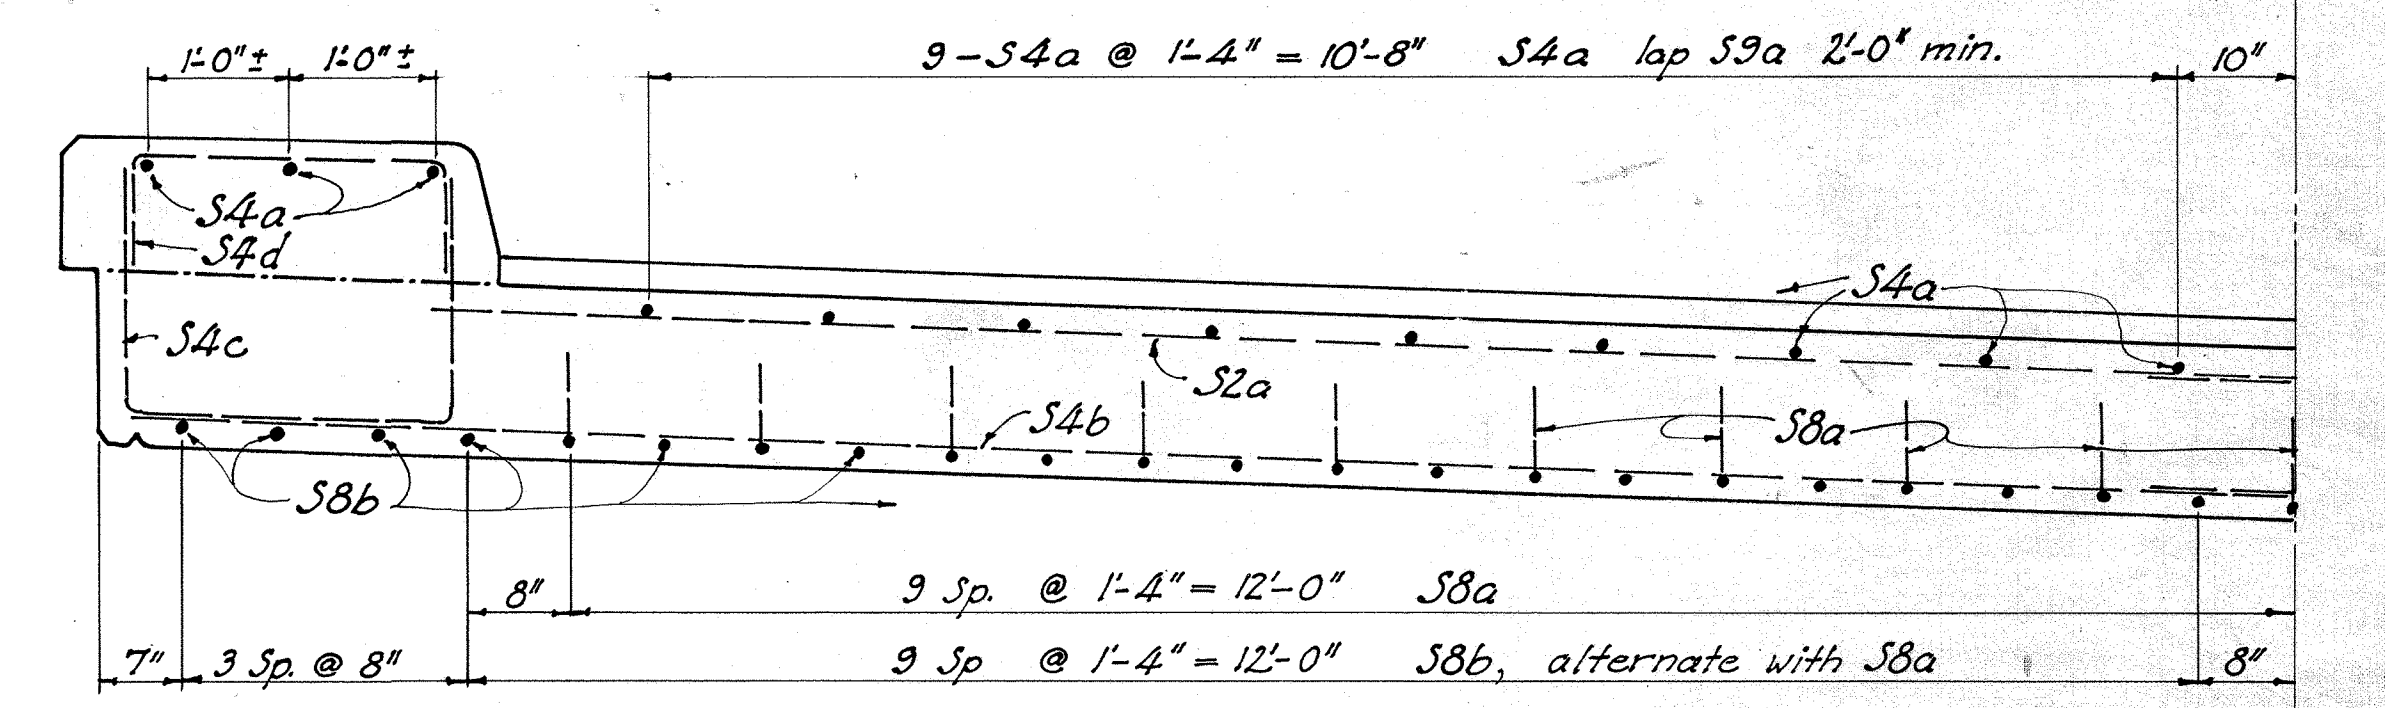 1'-0"± 1'-0"± 9-S4a @ 1'-4" = 10'-8" S4a lap S9a 2'-0" min. 10"
S4a
S4d
S4a
S4c
S2a
S4b
S8a
S8b
8" 9 Sp. @ 1'-4" = 12'-0" S8a
7" 3 Sp. @ 8" 9 Sp @ 1'-4" = 12'-0" S8b, alternate with S8a 8"